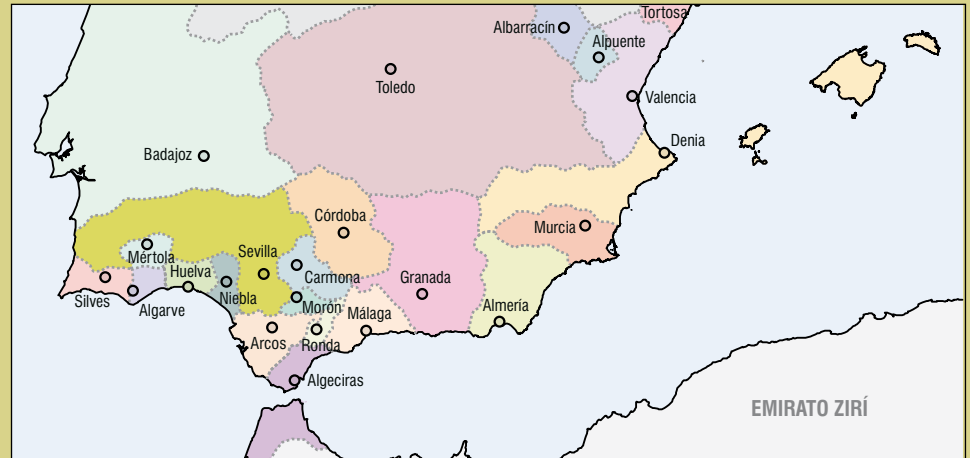 Tortosa
Albarracín
Alpuente
Toledo
Valencia
Denia
Badajoz
Córdoba
Murcia
Sevilla
Mértola
Huelva
Carmona
Granada
Niebla
Silves
Algarve
Morón
Málaga
Almería
Arcos
Ronda
Algeciras
EMIRATO ZIRÍ